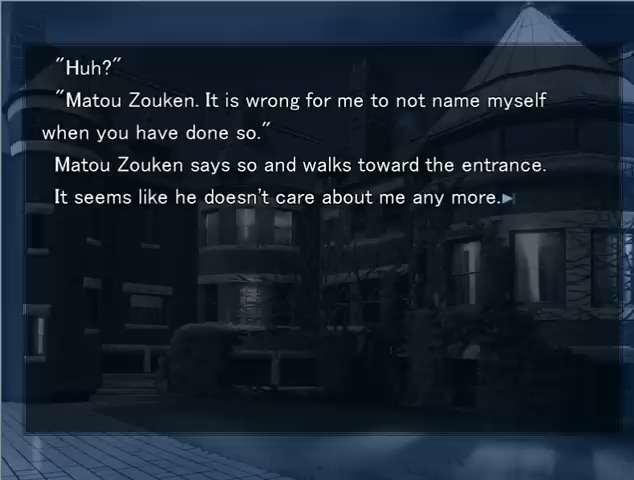 "Huh?"
"Matou Zouken. It is wrong for me to not name myself
when you have done so."
Matou Zouken says so and walks toward the entrance.
It seems like he doesn't care about me any more.